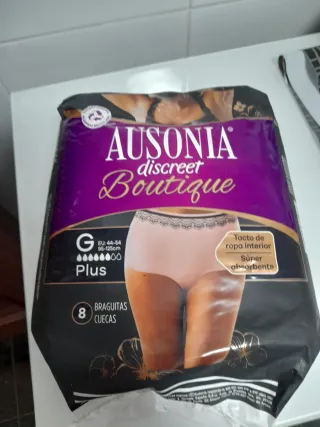 AUSONIA®
discreet
Boutique
G
EU: 44-54
95-125cm
Plus
Tacto de
ropa interior
Súper
absorbente
8
BRAGUITAS
CUECAS